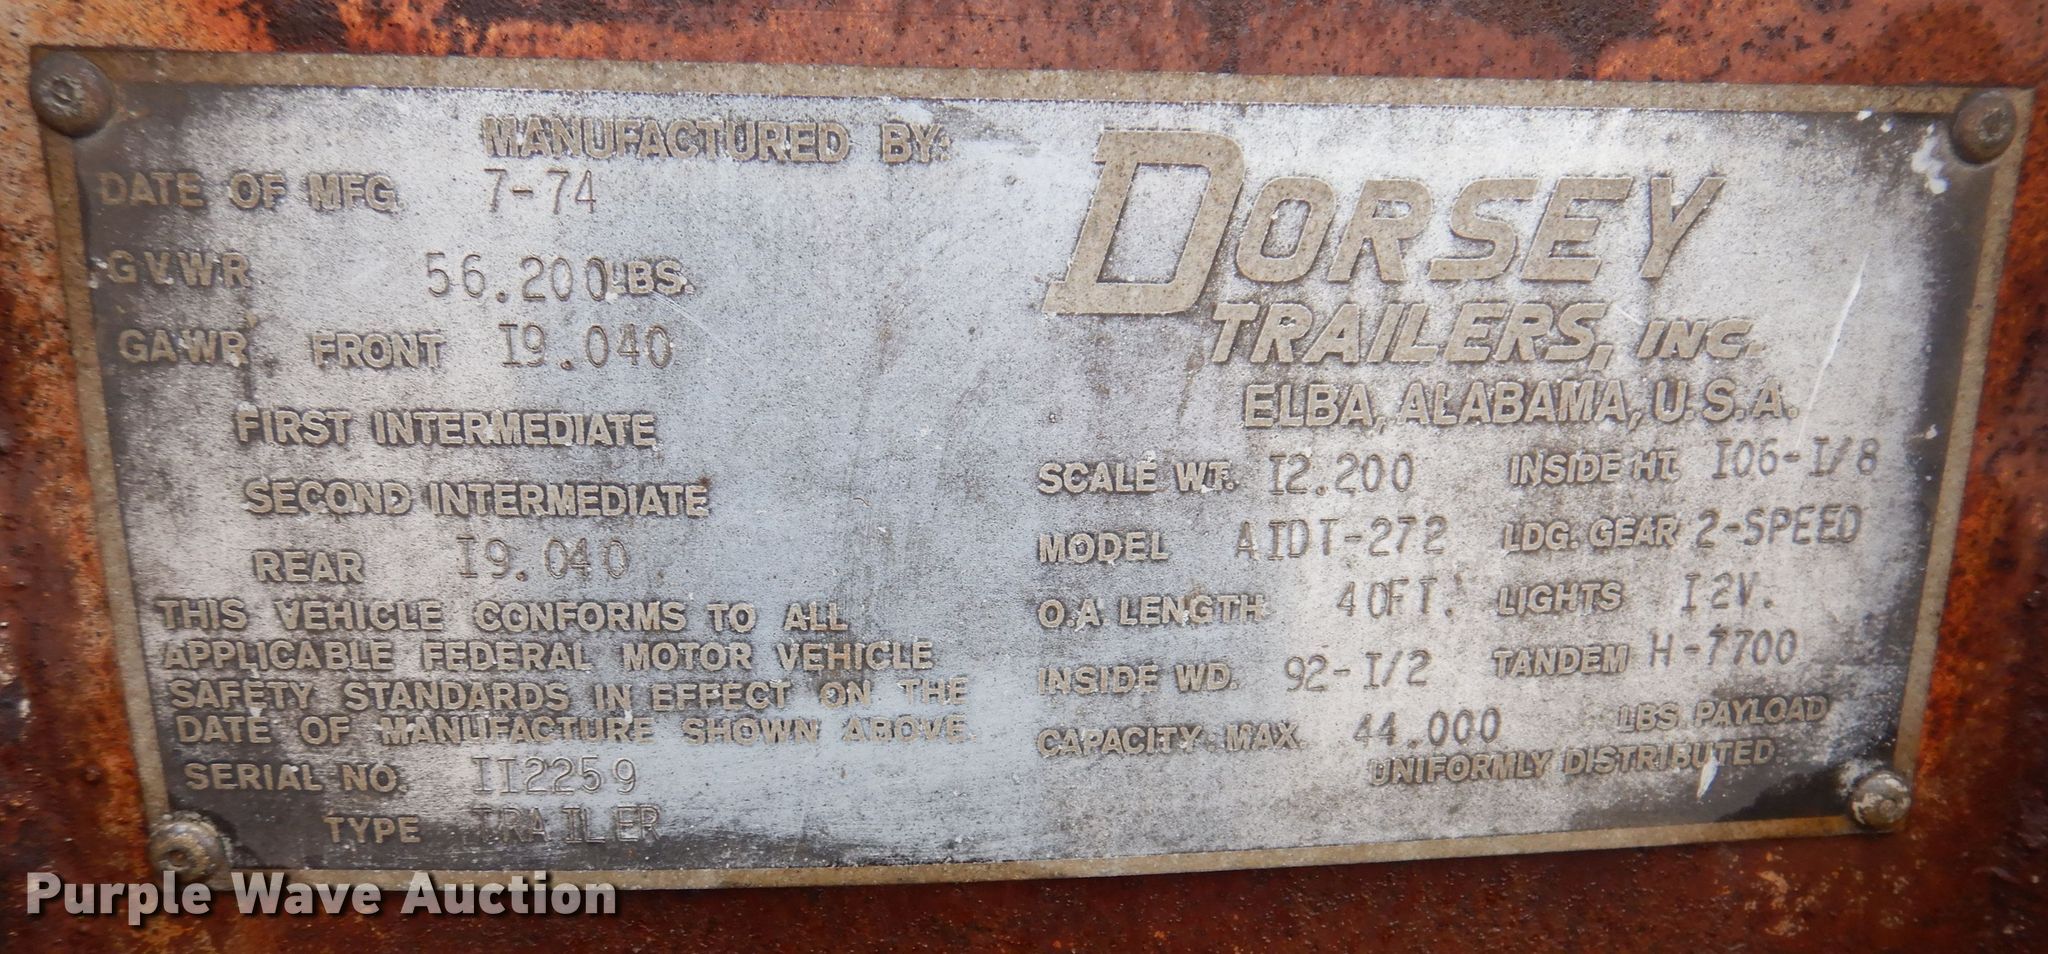 MANUFACTURED BY:
DORSEY
TRAILERS, INC.
ELBA, ALABAMA, U.S.A.
DATE OF MFG. 7-74
G.V.W.R. 56.200 LBS.
GAWR FRONT I9.040
FIRST INTERMEDIATE
SECOND INTERMEDIATE
REAR I9.040
THIS VEHICLE CONFORMS TO ALL
APPLICABLE FEDERAL MOTOR VEHICLE
SAFETY STANDARDS IN EFFECT ON THE
DATE OF MANUFACTURE SHOWN ABOVE.
SERIAL NO. II2259
TYPE TRAILER
SCALE WT. I2.200 INSIDE HT. I06-I/8
MODEL AIDT-272 LDG. GEAR 2-SPEED
O.A. LENGTH 40FT. LIGHTS I2V.
INSIDE WD. 92-I/2 TANDEM H-7700
CAPACITY. MAX. 44.000 LBS. PAYLOAD
UNIFORMLY DISTRIBUTED.
Purple Wave Auction